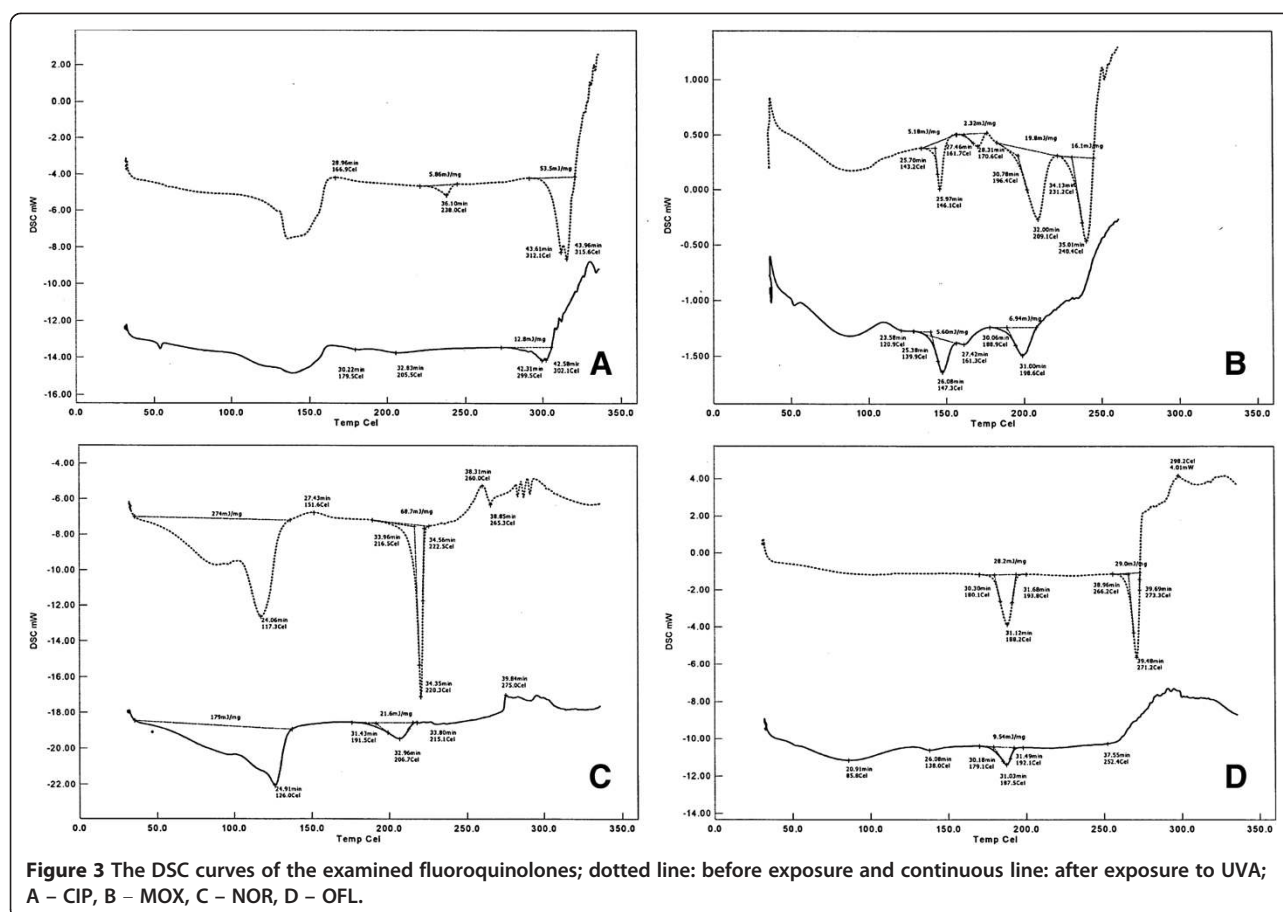 2.00
0.00
-2.00
-4.00
-6.00
-8.00
-10.00
-12.00
-14.00
-16.00
DSC mW
28.96min
166.9Cel
5.86mJ/mg
36.10min
238.0Cel
53.5mJ/mg
43.61min
312.1Cel
43.96min
315.6Cel
12.8mJ/mg
30.22min
179.5Cel
32.83min
205.5Cel
42.31min
299.5Cel
42.58min
302.1Cel
A
0.0 50.0 100.0 150.0 200.0 250.0 300.0 350.0
Temp Cel
1.000
0.500
0.000
-0.500
-1.000
-1.500
DSC mW
5.18mJ/mg
2.32mJ/mg
19.8mJ/mg
16.1mJ/mg
25.70min
143.2Cel
27.46min
161.7Cel
28.31min
170.6Cel
30.78min
196.4Cel
34.13min
231.2Cel
25.97min
146.1Cel
32.00min
209.1Cel
35.01min
240.4Cel
6.94mJ/mg
5.60mJ/mg
23.58min
120.9Cel
25.38min
139.9Cel
27.42min
161.3Cel
30.06min
188.9Cel
31.00min
198.6Cel
26.08min
147.3Cel
B
0.0 50.0 100.0 150.0 200.0 250.0 300.0 350.0
Temp Cel
-4.00
-6.00
-8.00
-10.00
-12.00
-14.00
-16.00
-18.00
-20.00
-22.00
DSC mW
274mJ/mg
27.43min
151.6Cel
68.7mJ/mg
33.96min
216.5Cel
34.56min
222.5Cel
38.31min
260.0Cel
38.85min
265.3Cel
24.06min
117.3Cel
34.35min
220.3Cel
179mJ/mg
21.6mJ/mg
31.43min
191.5Cel
33.80min
215.1Cel
32.96min
206.7Cel
39.84min
275.0Cel
24.91min
126.0Cel
C
0.0 50.0 100.0 150.0 200.0 250.0 300.0 350.0
Temp Cel
4.00
2.00
0.00
-2.00
-4.00
-6.00
-8.00
-10.00
-12.00
-14.00
DSC mW
298.2Cel
4.01mW
28.2mJ/mg
29.0mJ/mg
30.30min
180.1Cel
31.68min
193.8Cel
38.96min
266.2Cel
39.69min
273.3Cel
31.12min
188.2Cel
39.48min
271.2Cel
9.54mJ/mg
20.91min
85.8Cel
26.08min
138.0Cel
30.18min
179.1Cel
31.49min
192.1Cel
31.03min
187.5Cel
37.55min
252.4Cel
D
0.0 50.0 100.0 150.0 200.0 250.0 300.0 350.0
Temp Cel
Figure 3 The DSC curves of the examined fluoroquinolones; dotted line: before exposure and continuous line: after exposure to UVA;
A – CIP, B – MOX, C – NOR, D – OFL.